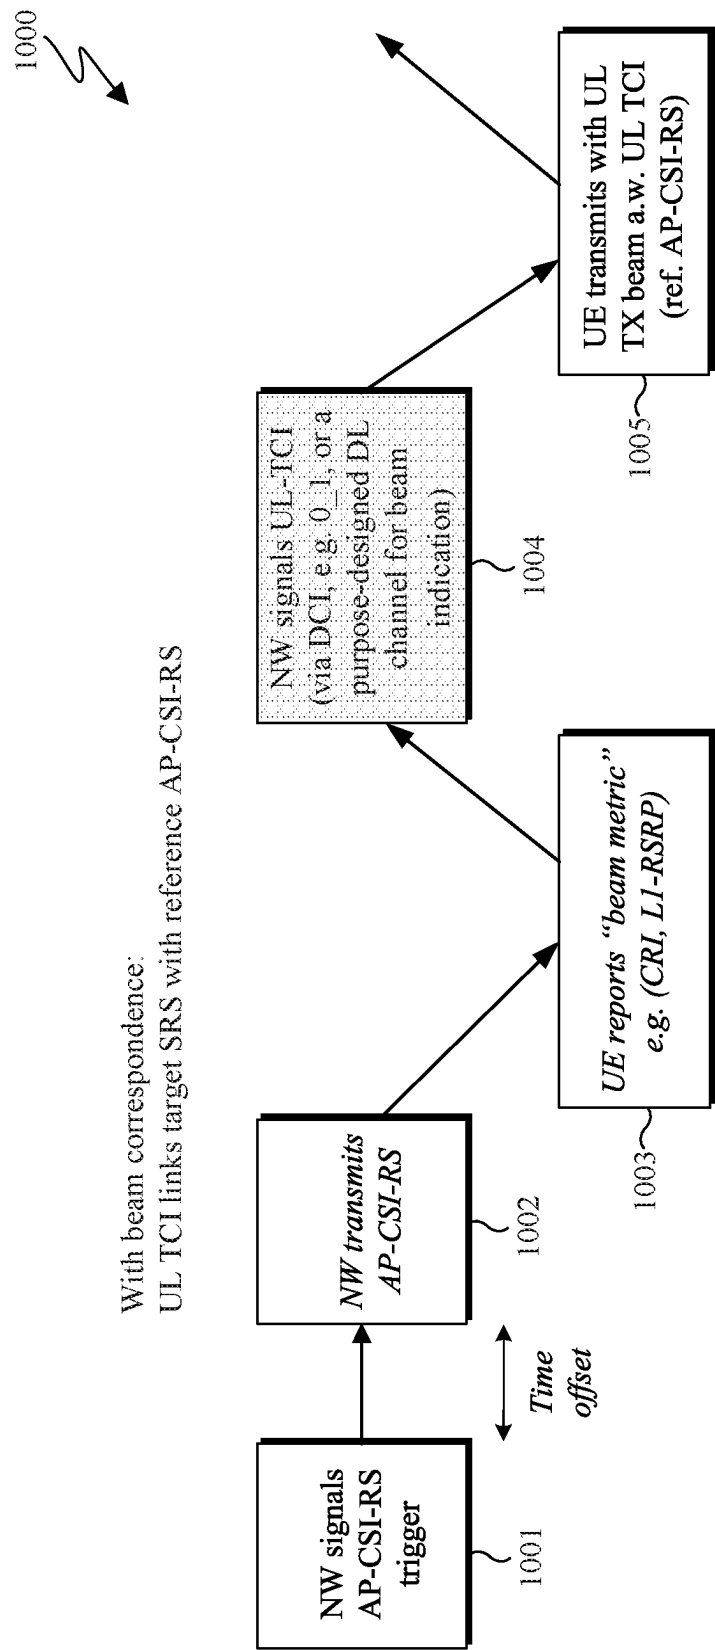 1000
With beam correspondence:
UL TCI links target SRS with reference AP-CSI-RS
NW signals
AP-CSI-RS
trigger
1001
Time
offset
NW transmits
AP-CSI-RS
1002
UE reports “beam metric”
e.g. (CRI, L1-RSRP)
1003
NW signals UL-TCI
(via DCI, e.g. 0_1, or a
purpose-designed DL
channel for beam
indication)
1004
UE transmits with UL
TX beam a.w. UL TCI
(ref. AP-CSI-RS)
1005